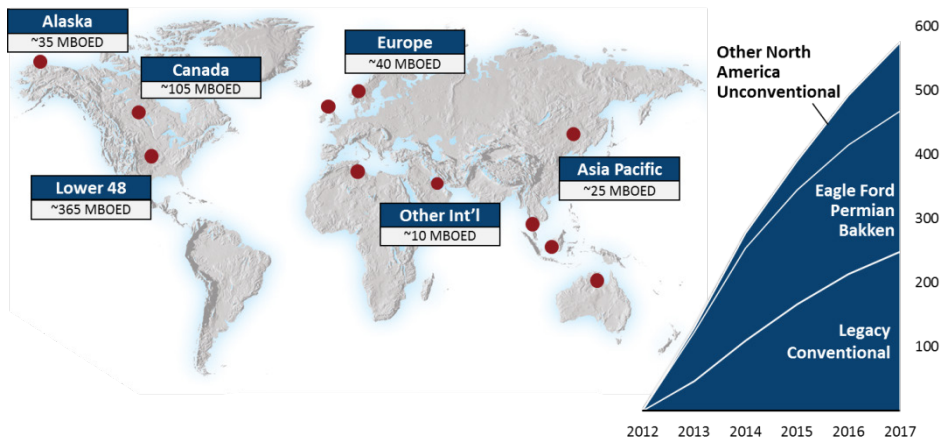 Alaska
~35 MBOED
Canada
~105 MBOED
Lower 48
~365 MBOED
Europe
~40 MBOED
Other Int'l
~10 MBOED
Asia Pacific
~25 MBOED
Other North
America
Unconventional
Eagle Ford
Permian
Bakken
Legacy
Conventional
600
500
400
300
200
100
2012 2013 2014 2015 2016 2017